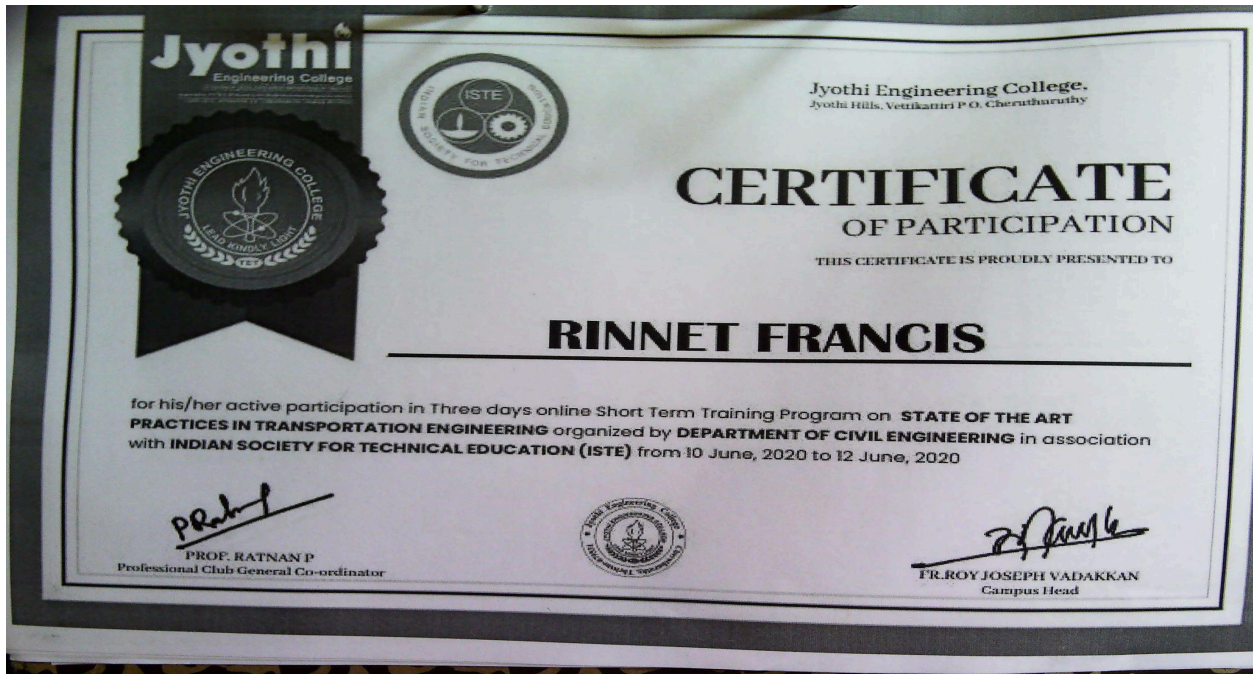 Jyothi
Engineering College
JYOTHI ENGINEERING COLLEGE
LEAD KINDLY LIGHT
ISTE
INDIAN SOCIETY FOR TECHNICAL EDUCATION
Jyothi Engineering College,
Jyothi Hills, Vettikattiri P O, Cheruthuruthy
CERTIFICATE
OF PARTICIPATION
THIS CERTIFICATE IS PROUDLY PRESENTED TO
RINNET FRANCIS
for his/her active participation in Three days online Short Term Training Program on STATE OF THE ART
PRACTICES IN TRANSPORTATION ENGINEERING organized by DEPARTMENT OF CIVIL ENGINEERING in association
with INDIAN SOCIETY FOR TECHNICAL EDUCATION (ISTE) from 10 June, 2020 to 12 June, 2020
PROF. RATNAN P
Professional Club General Co-ordinator
Jyothi Engineering College
FR.ROY JOSEPH VADAKKAN
Campus Head